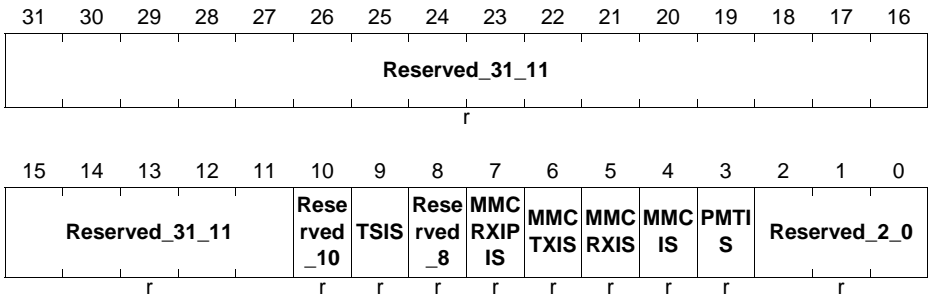 31 30 29 28 27 26 25 24 23 22 21 20 19 18 17 16
Reserved_31_11
r
15 14 13 12 11 10 9 8 7 6 5 4 3 2 1 0
Reserved_31_11 Rese rved _10 TSIS Rese rved _8 MMC RXIP IS MMC TXIS MMC RXIS MMC IS PMTI S Reserved_2_0
r r r r r r r r r r